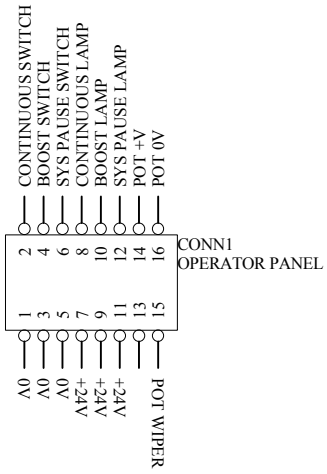 CONTINUOUS SWITCH
BOOST SWITCH
SYS PAUSE SWITCH
CONTINUOUS LAMP
BOOST LAMP
SYS PAUSE LAMP
POT +V
POT 0V
2
4
6
8
10
12
14
16
CONN1
OPERATOR PANEL
1
3
5
7
9
11
13
15
0V
0V
0V
+24V
+24V
+24V
POT WIPER